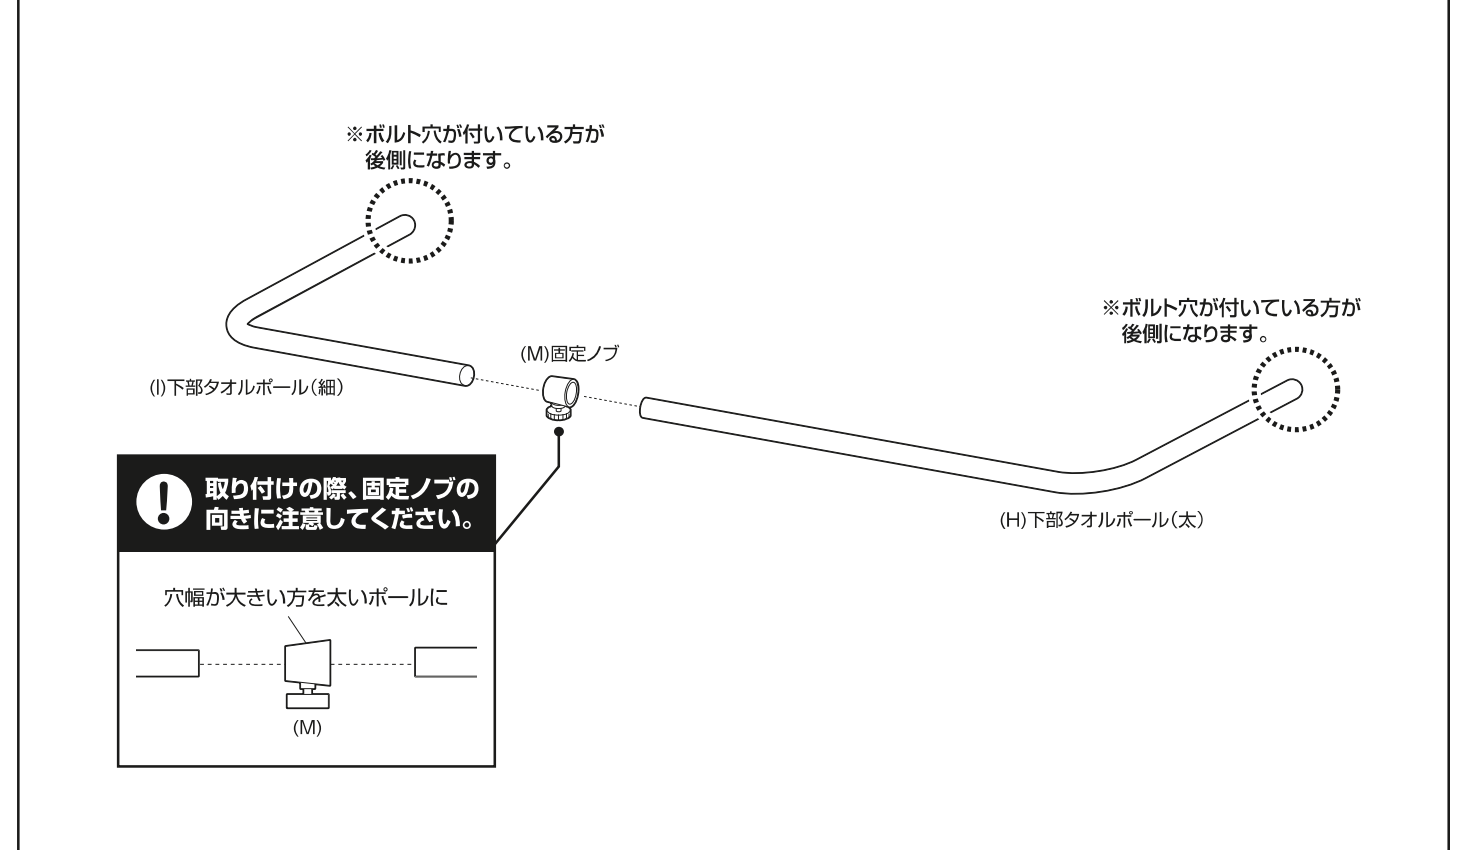 ※ボルト穴が付いている方が
後側になります。
※ボルト穴が付いている方が
後側になります。
(M)固定ノブ
(I)下部タオルポール(細)
(H)下部タオルポール(太)
取り付けの際、固定ノブの
向きに注意してください。
穴幅が大きい方を太いポールに
(M)